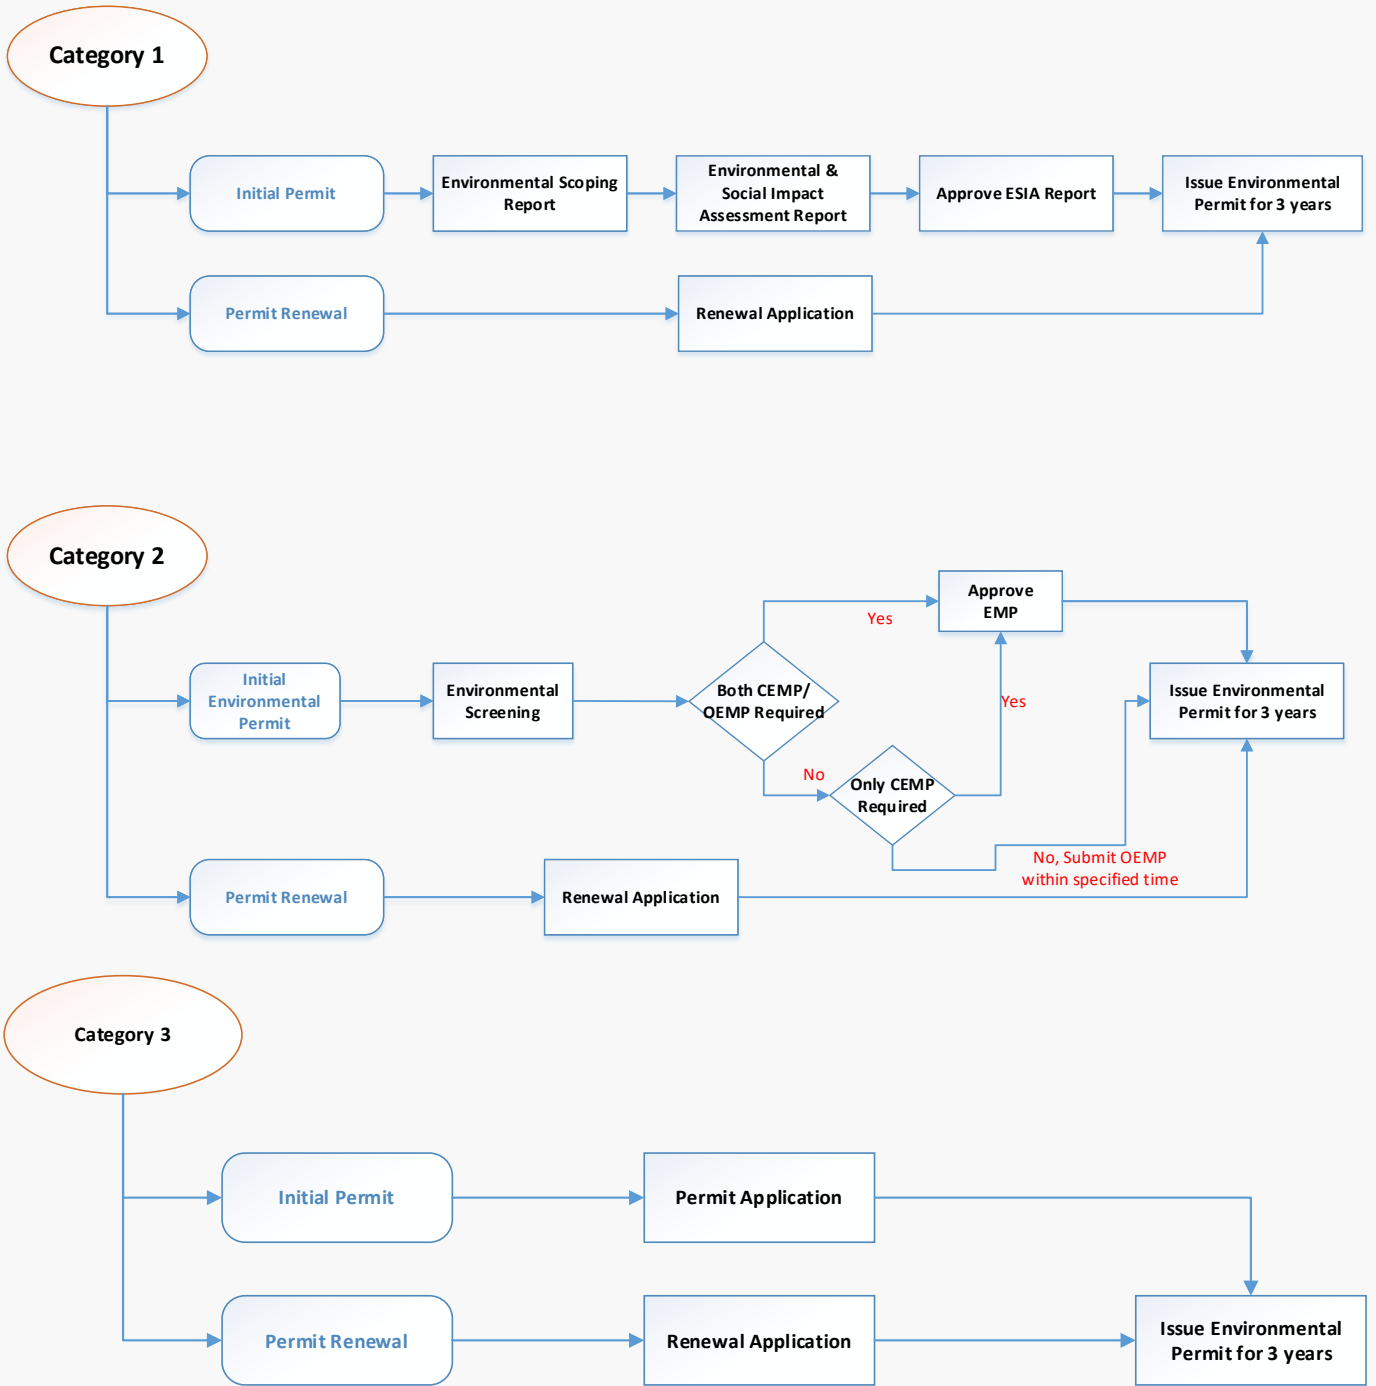 Category 1
Initial Permit
Environmental Scoping
Report
Environmental &
Social Impact
Assessment Report
Approve ESIA Report
Issue Environmental
Permit for 3 years
Permit Renewal
Renewal Application
Category 2
Initial
Environmental
Permit
Environmental
Screening
Both CEMP/
OEMP Required
Yes
Approve
EMP
No
Only CEMP
Required
Yes
No, Submit OEMP
within specified time
Issue Environmental
Permit for 3 years
Permit Renewal
Renewal Application
Category 3
Initial Permit
Permit Application
Permit Renewal
Renewal Application
Issue Environmental
Permit for 3 years